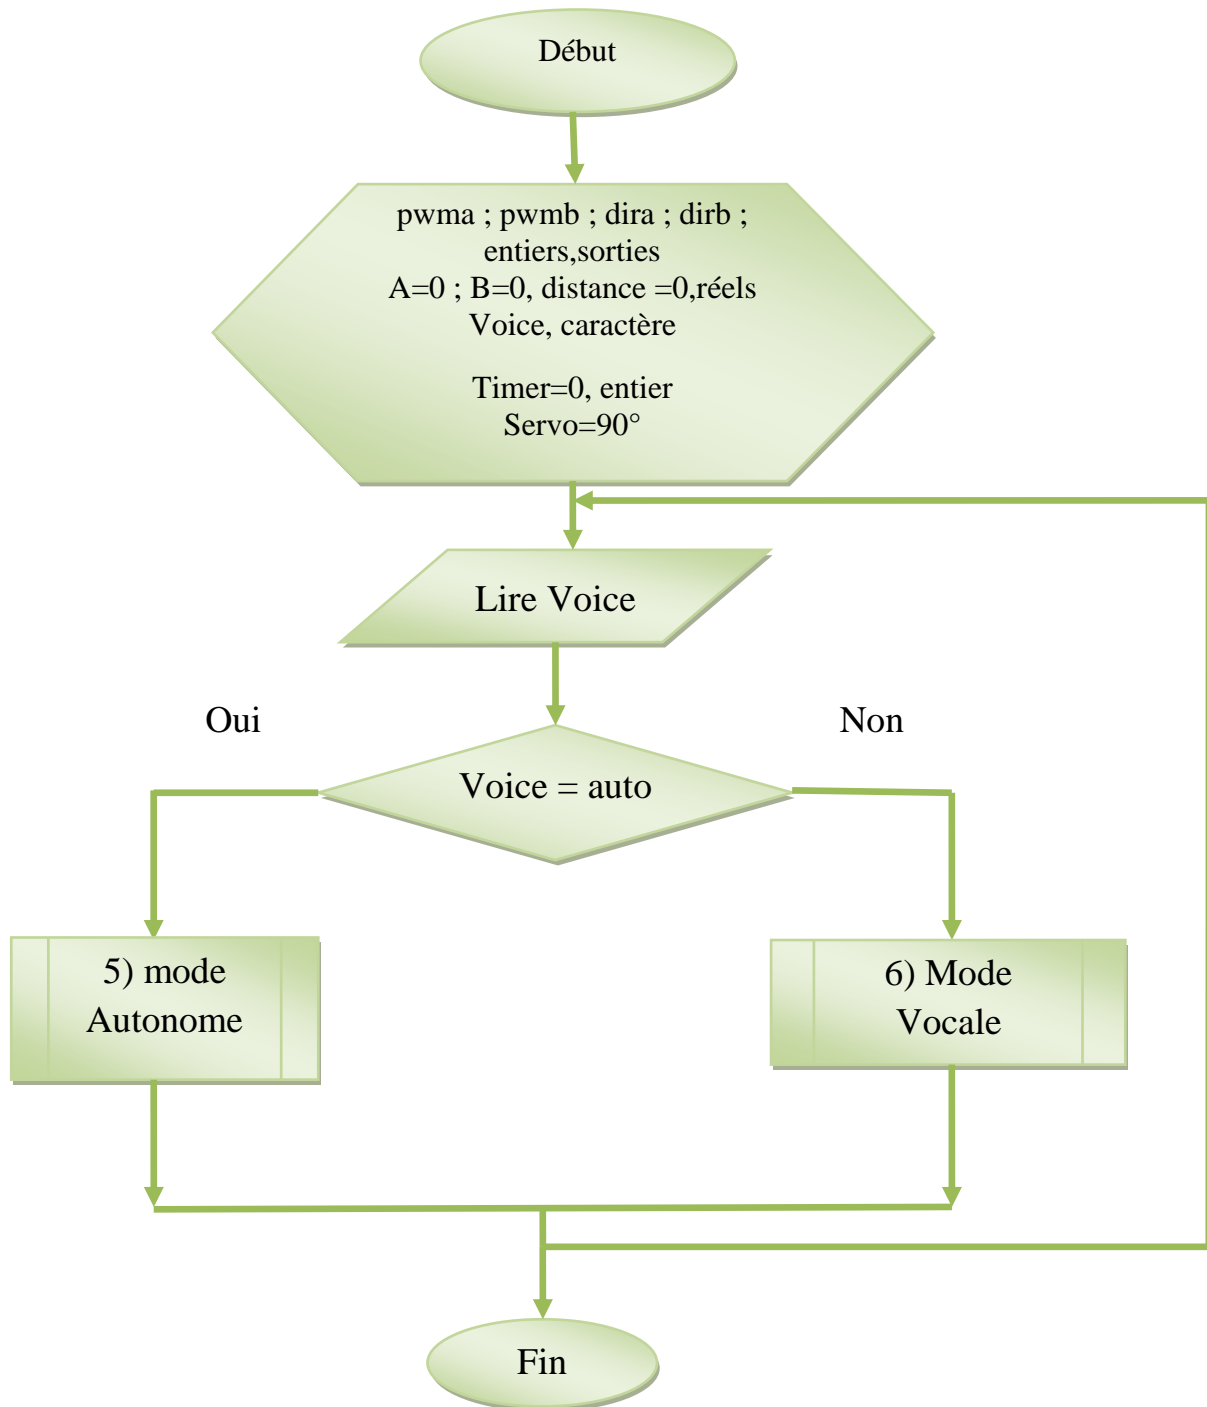 Début
pwma ; pwmb ; dira ; dirb ;
entiers,sorties
A=0 ; B=0, distance =0,réels
Voice, caractère
Timer=0, entier
Servo=90°
Lire Voice
Oui
Non
Voice = auto
5) mode
Autonome
6) Mode
Vocale
Fin